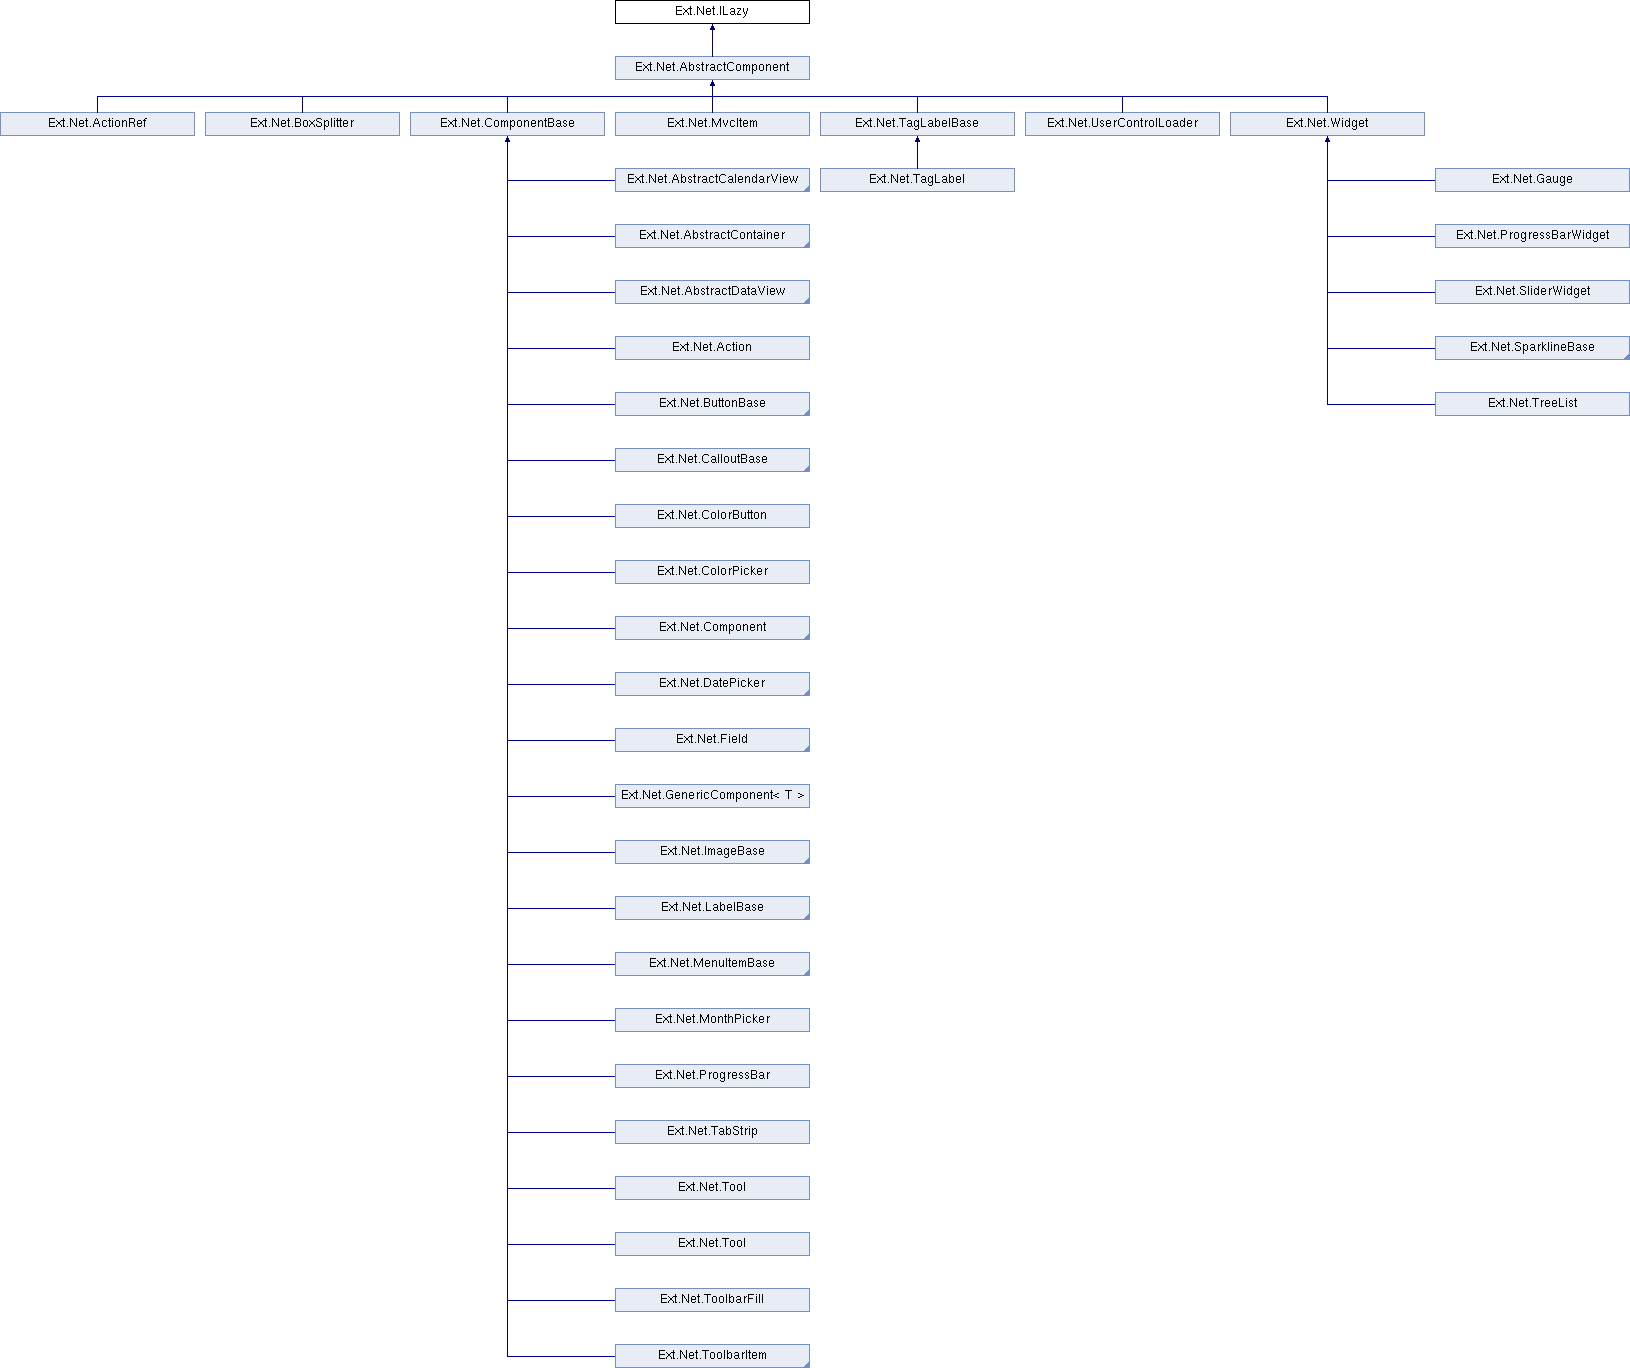 Ext.Net.ILazy
Ext.Net.AbstractComponent
Ext.Net.ActionRef
Ext.Net.BoxSplitter
Ext.Net.ComponentBase
Ext.Net.MvcItem
Ext.Net.TagLabelBase
Ext.Net.UserControlLoader
Ext.Net.Widget
Ext.Net.AbstractCalendarView
Ext.Net.TagLabel
Ext.Net.Gauge
Ext.Net.AbstractContainer
Ext.Net.ProgressBarWidget
Ext.Net.AbstractDataView
Ext.Net.SliderWidget
Ext.Net.Action
Ext.Net.SparklineBase
Ext.Net.ButtonBase
Ext.Net.TreeList
Ext.Net.CalloutBase
Ext.Net.ColorButton
Ext.Net.ColorPicker
Ext.Net.Component
Ext.Net.DatePicker
Ext.Net.Field
Ext.Net.GenericComponent< T >
Ext.Net.ImageBase
Ext.Net.LabelBase
Ext.Net.MenuItemBase
Ext.Net.MonthPicker
Ext.Net.ProgressBar
Ext.Net.TabStrip
Ext.Net.Tool
Ext.Net.Tool
Ext.Net.ToolbarFill
Ext.Net.ToolbarItem